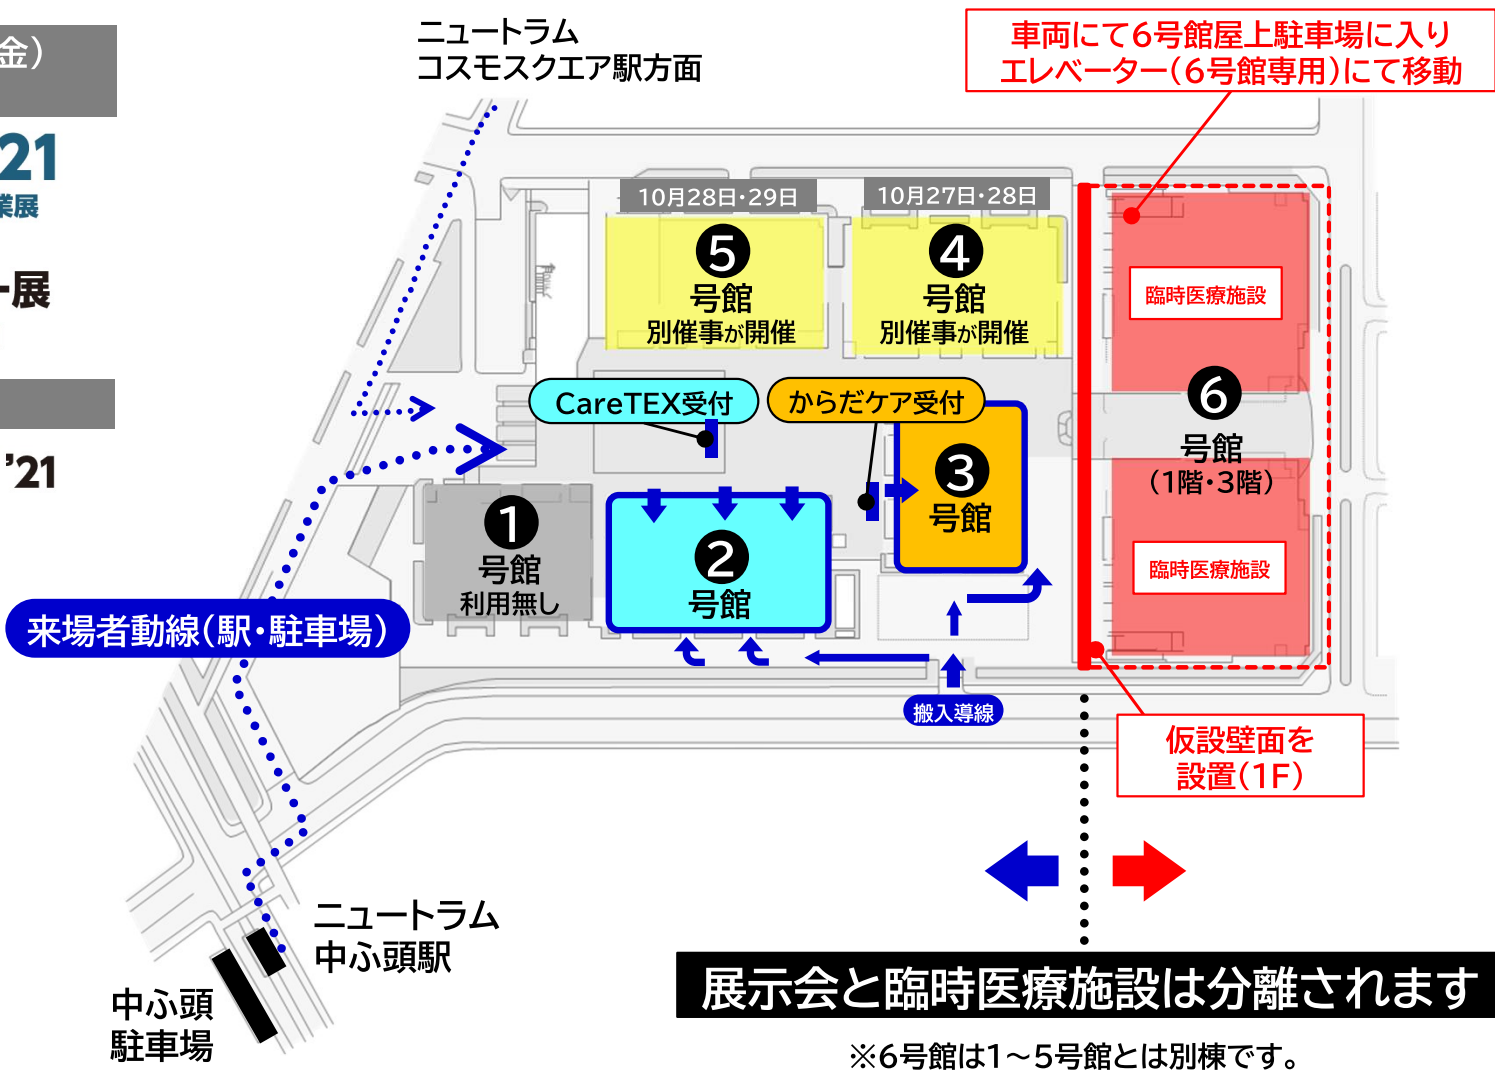 金）
21
業展
ー展
'21
ニュートラム
コスモスクエア駅方面
車両にて6号館屋上駐車場に入り
エレベーター（6号館専用）にて移動
10月28日・29日
5
号館
別催事が開催
10月27日・28日
4
号館
別催事が開催
臨時医療施設
6
号館
（1階・3階）
臨時医療施設
CareTEX受付
からだケア受付
3
号館
1
号館
利用無し
2
号館
来場者動線（駅・駐車場）
搬入導線
仮設壁面を
設置（1F）
ニュートラム
中ふ頭駅
中ふ頭
駐車場
展示会と臨時医療施設は分離されます
※6号館は1～5号館とは別棟です。